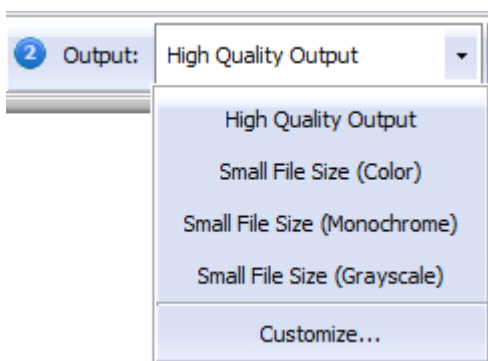 2 Output: High Quality Output
High Quality Output
Small File Size (Color)
Small File Size (Monochrome)
Small File Size (Grayscale)
Customize...